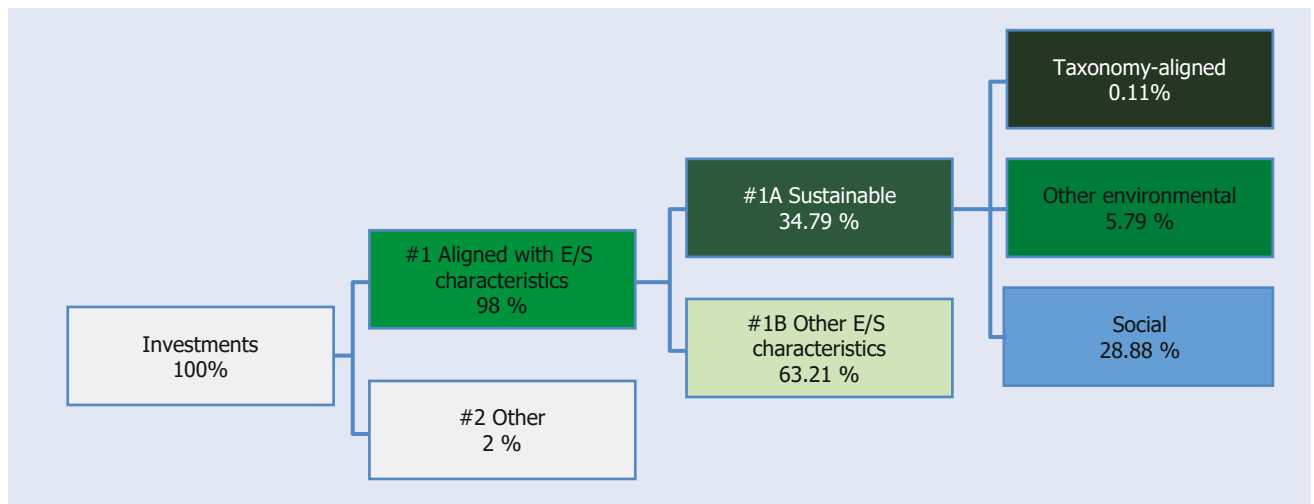 Investments
100%
#1 Aligned with E/S
characteristics
98 %
#2 Other
2 %
#1A Sustainable
34.79 %
#1B Other E/S
characteristics
63.21 %
Taxonomy-aligned
0.11%
Other environmental
5.79 %
Social
28.88 %